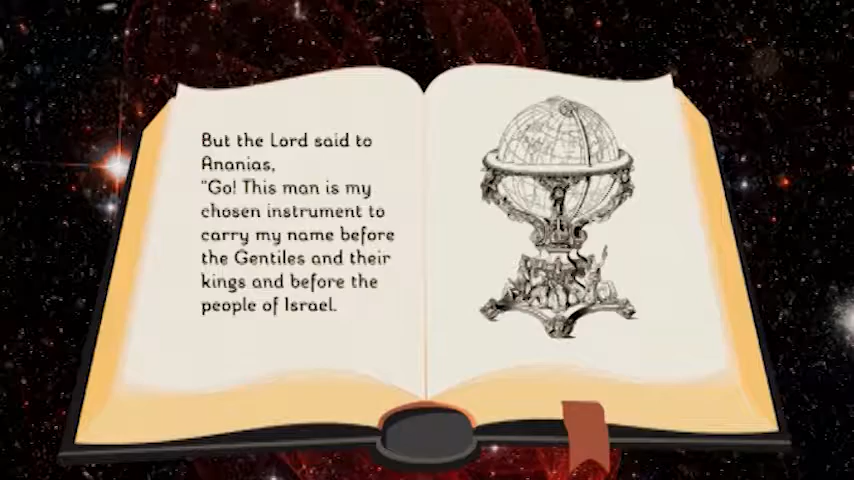 But the Lord said to
Ananias,
"Go! This man is my
chosen instrument to
carry my name before
the Gentiles and their
kings and before the
people of Israel.